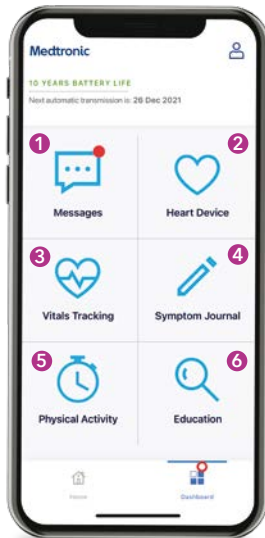 Medtronic
10 YEARS BATTERY LIFE
Next automatic transmission is: 26 Dec 2021
1
2
Messages
Heart Device
3
4
Vitals Tracking
Symptom Journal
5
6
Physical Activity
Education
Home
Dashboard